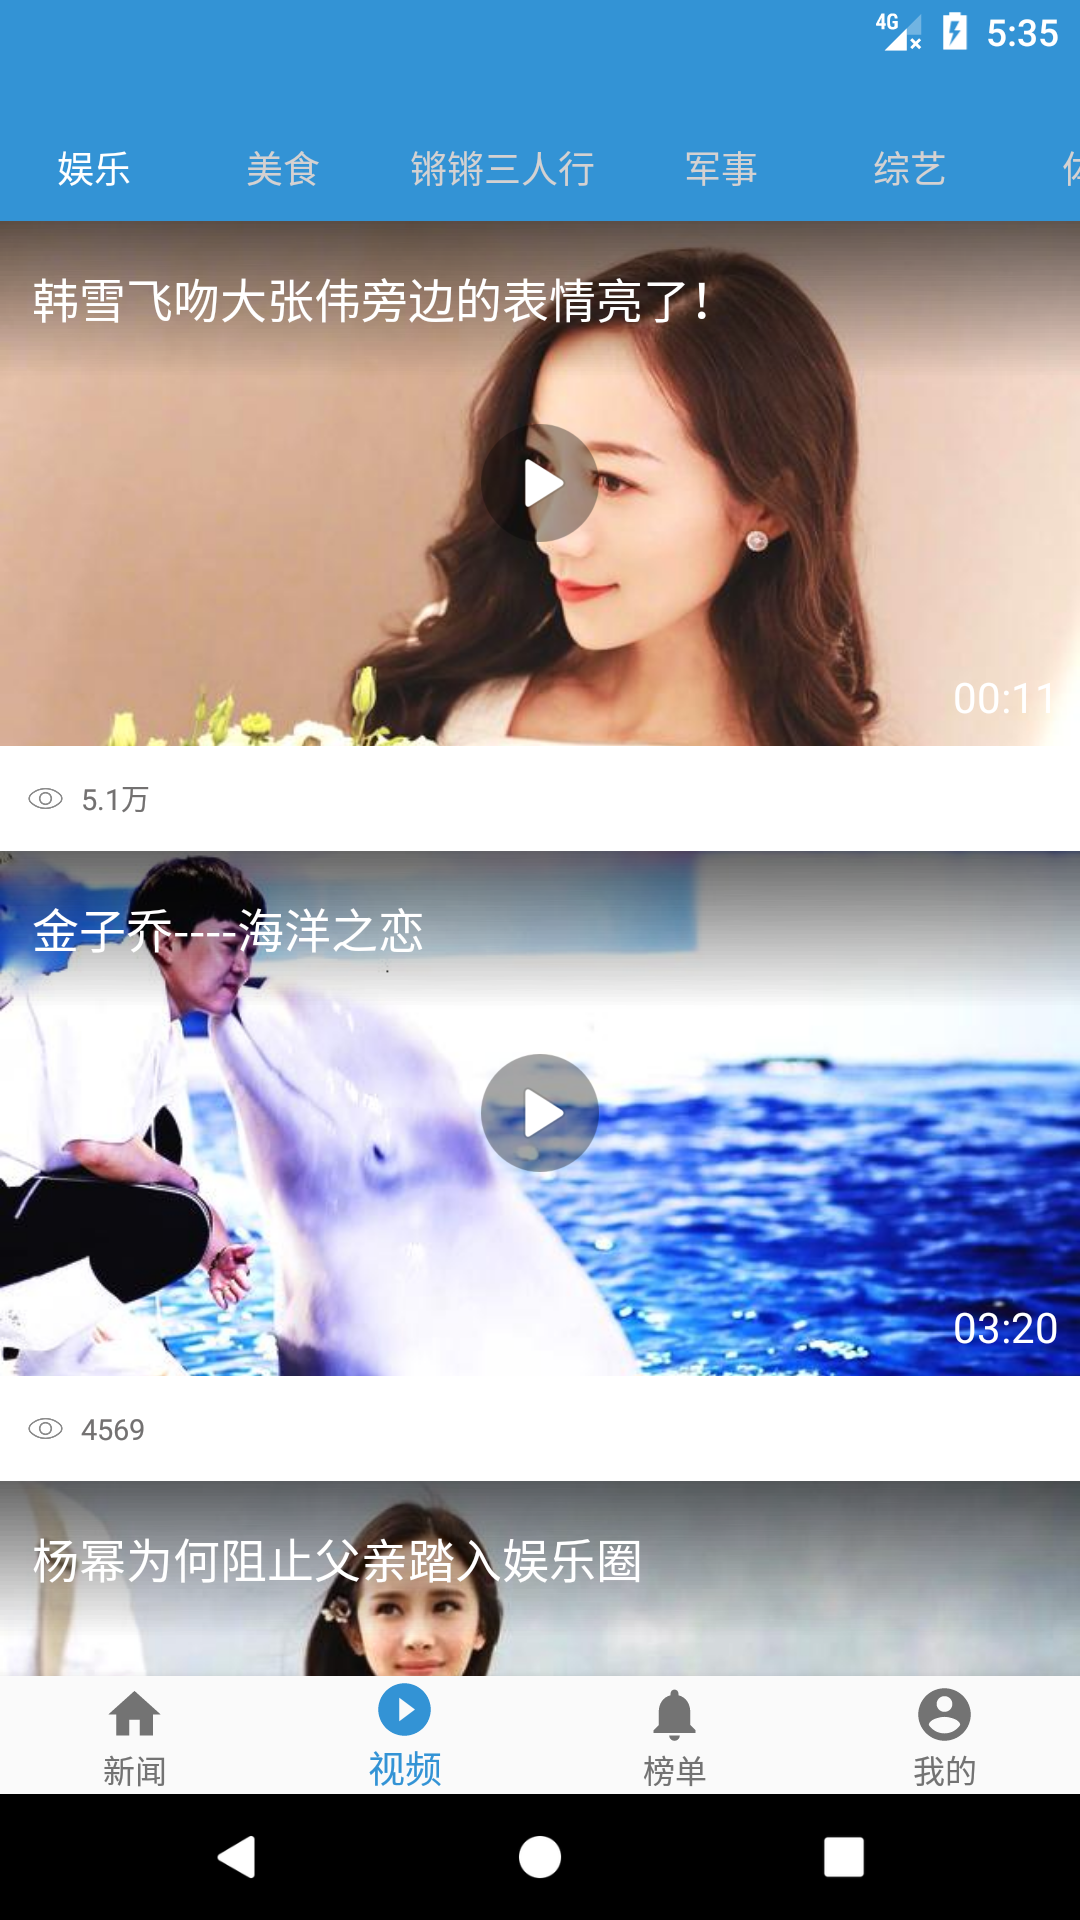 4G 5:35
娱乐 美食 锵锵三人行 军事 综艺
韩雪飞吻大张伟旁边的表情亮了！
00:11
5.1万
金子乔----海洋之恋
03:20
4569
杨幂为何阻止父亲踏入娱乐圈
新闻 视频 榜单 我的